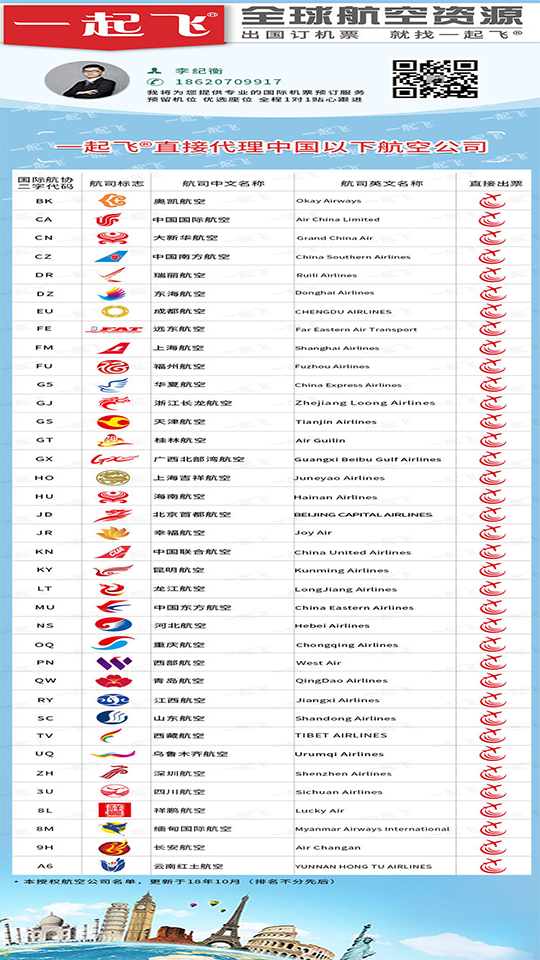 一起飞® 全球航空资源
出国订机票 就找一起飞®
李纪衡
18620709917
我将为您提供专业的国际机票预订服务
预留机位 优选座位 全程1对1贴心跟进
一起飞®直接代理中国以下航空公司
国际航协二字代码 航司标志 航司中文名称 航司英文名称 直接出票
BK 奥凯航空 Okay Airways
CA 中国国际航空 Air China Limited
CN 大新华航空 Grand China Air
CZ 中国南方航空 China Southern Airlines
DR 瑞丽航空 Ruili Airlines
DZ 东海航空 Donghai Airlines
EU 成都航空 CHENGDU AIRLINES
FE FAT 远东航空 Far Eastern Air Transport
FM 上海航空 Shanghai Airlines
FU 福州航空 Fuzhou Airlines
G5 华夏航空 China Express Airlines
GJ 浙江长龙航空 Zhejiang Loong Airlines
GS 天津航空 Tianjin Airlines
GT 桂林航空 Air Guilin
GX 广西北部湾航空 Guangxi Beibu Gulf Airlines
HO 上海吉祥航空 Juneyao Airlines
HU 海南航空 Hainan Airlines
JD 北京首都航空 BEIJING CAPITAL AIRLINES
JR 幸福航空 Joy Air
KN CUA 中国联合航空 China United Airlines
KY 昆明航空 Kunming Airlines
LT 龙江航空 LongJiang Airlines
MU 中国东方航空 China Eastern Airlines
NS 河北航空 Hebei Airlines
OQ 重庆航空 Chongqing Airlines
PN 西部航空 West Air
QW 青岛航空 QingDao Airlines
RY 江西航空 Jiangxi Airlines
SC 山东航空 Shandong Airlines
TV 西藏航空 TIBET AIRLINES
UQ 乌鲁木齐航空 Urumqi Airlines
ZH 深圳航空 Shenzhen Airlines
3U 四川航空 Sichuan Airlines
8L 祥鹏航空 Lucky Air
8M 缅甸国际航空 Myanmar Airways International
9H 长安航空 Air Changan
A6 云南红土航空 YUNNAN HONG TU AIRLINES
• 本授权航空公司名单，更新于18年10月（排名不分先后）